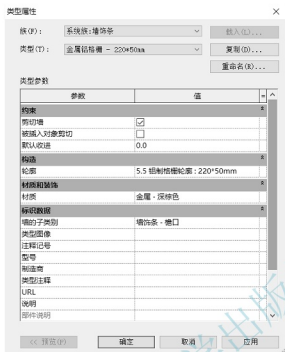 类型属性
族(F): 系统族:墙饰条 载入(L)...
类型(T): 金属铝格栅 - 220*50mm 复制(D)...
重命名(R)...
类型参数
参数 值 =
约束
剪切墙
被插入对象剪切
默认收进 0.0
构造
轮廓 5.5 铝制格栅轮廓 : 220*50mm
材质和装饰
材质 金属 - 深棕色
标识数据
墙的子类别 墙饰条 - 檐口
类型图像
注释记号
型号
制造商
类型注释
URL
说明
部件说明
<< 预览(P) 确定 取消 应用